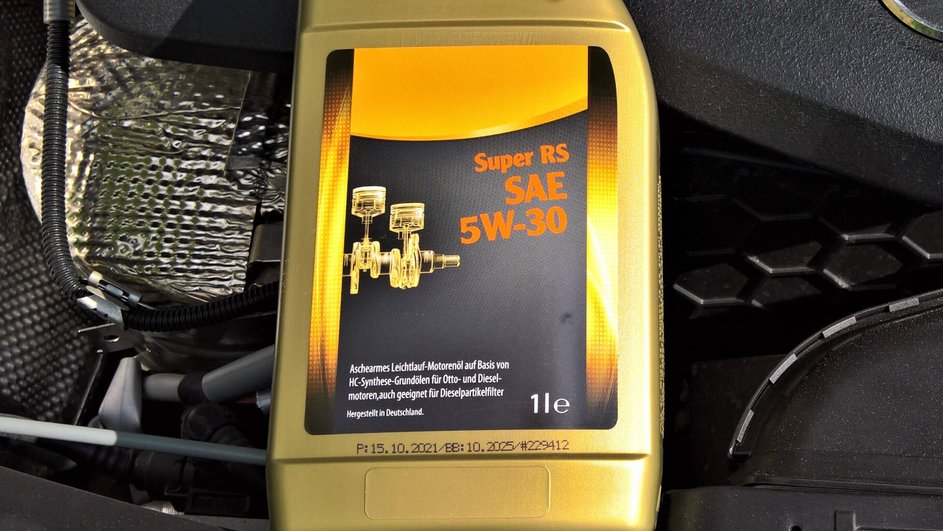 Super RS
SAE
5W-30
Aschearmes Leichtlauf-Motorenöl auf Basis von
HC-Synthese-Grundölen für Otto- und Diesel-
motoren,auch geeignet für Dieselpartikelfilter
Hergestellt in Deutschland.
1l℮
P:15.10.2021/BB:10.2025/#229412